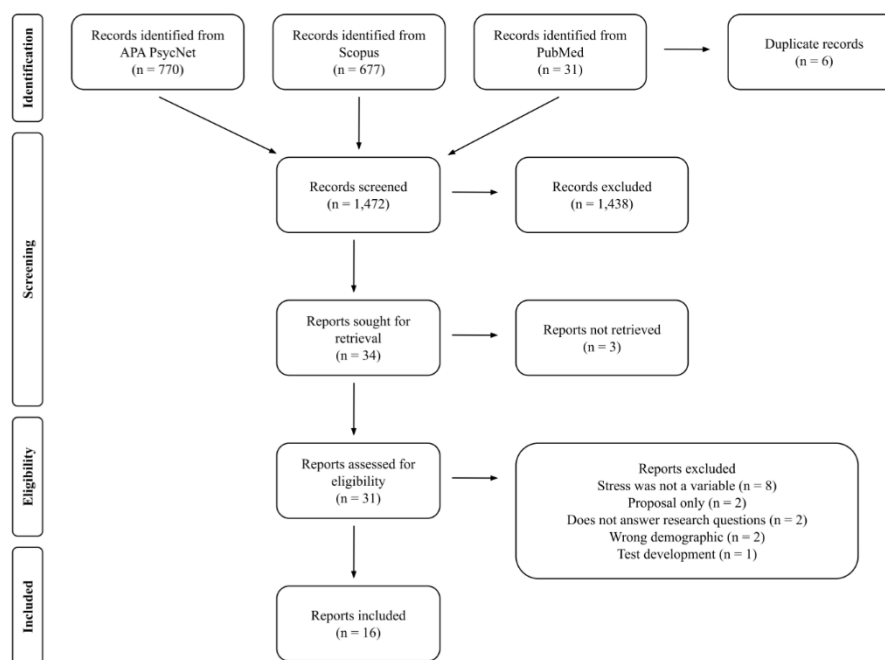 Identification
Records identified from
APA PsycNet
(n = 770)
Records identified from
Scopus
(n = 677)
Records identified from
PubMed
(n = 31)
Duplicate records
(n = 6)
Screening
Records screened
(n = 1,472)
Records excluded
(n = 1,438)
Reports sought for
retrieval
(n = 34)
Reports not retrieved
(n = 3)
Eligibility
Reports assessed for
eligibility
(n = 31)
Reports excluded
Stress was not a variable (n = 8)
Proposal only (n = 2)
Does not answer research questions (n = 2)
Wrong demographic (n = 2)
Test development (n = 1)
Included
Reports included
(n = 16)